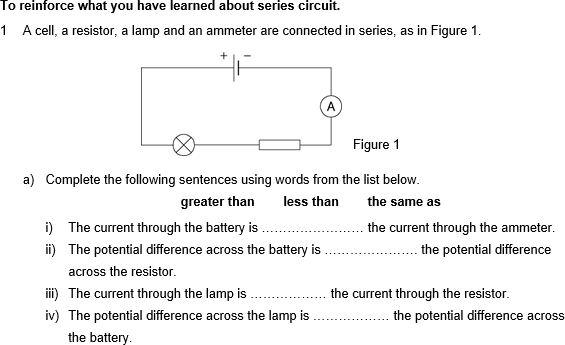 To reinforce what you have learned about series circuit.
1 A cell, a resistor, a lamp and an ammeter are connected in series, as in Figure 1.
+ −
A
Figure 1
a) Complete the following sentences using words from the list below.
greater than less than the same as
i) The current through the battery is ........................ the current through the ammeter.
ii) The potential difference across the battery is ...................... the potential difference
across the resistor.
iii) The current through the lamp is .................. the current through the resistor.
iv) The potential difference across the lamp is .................. the potential difference across
the battery.